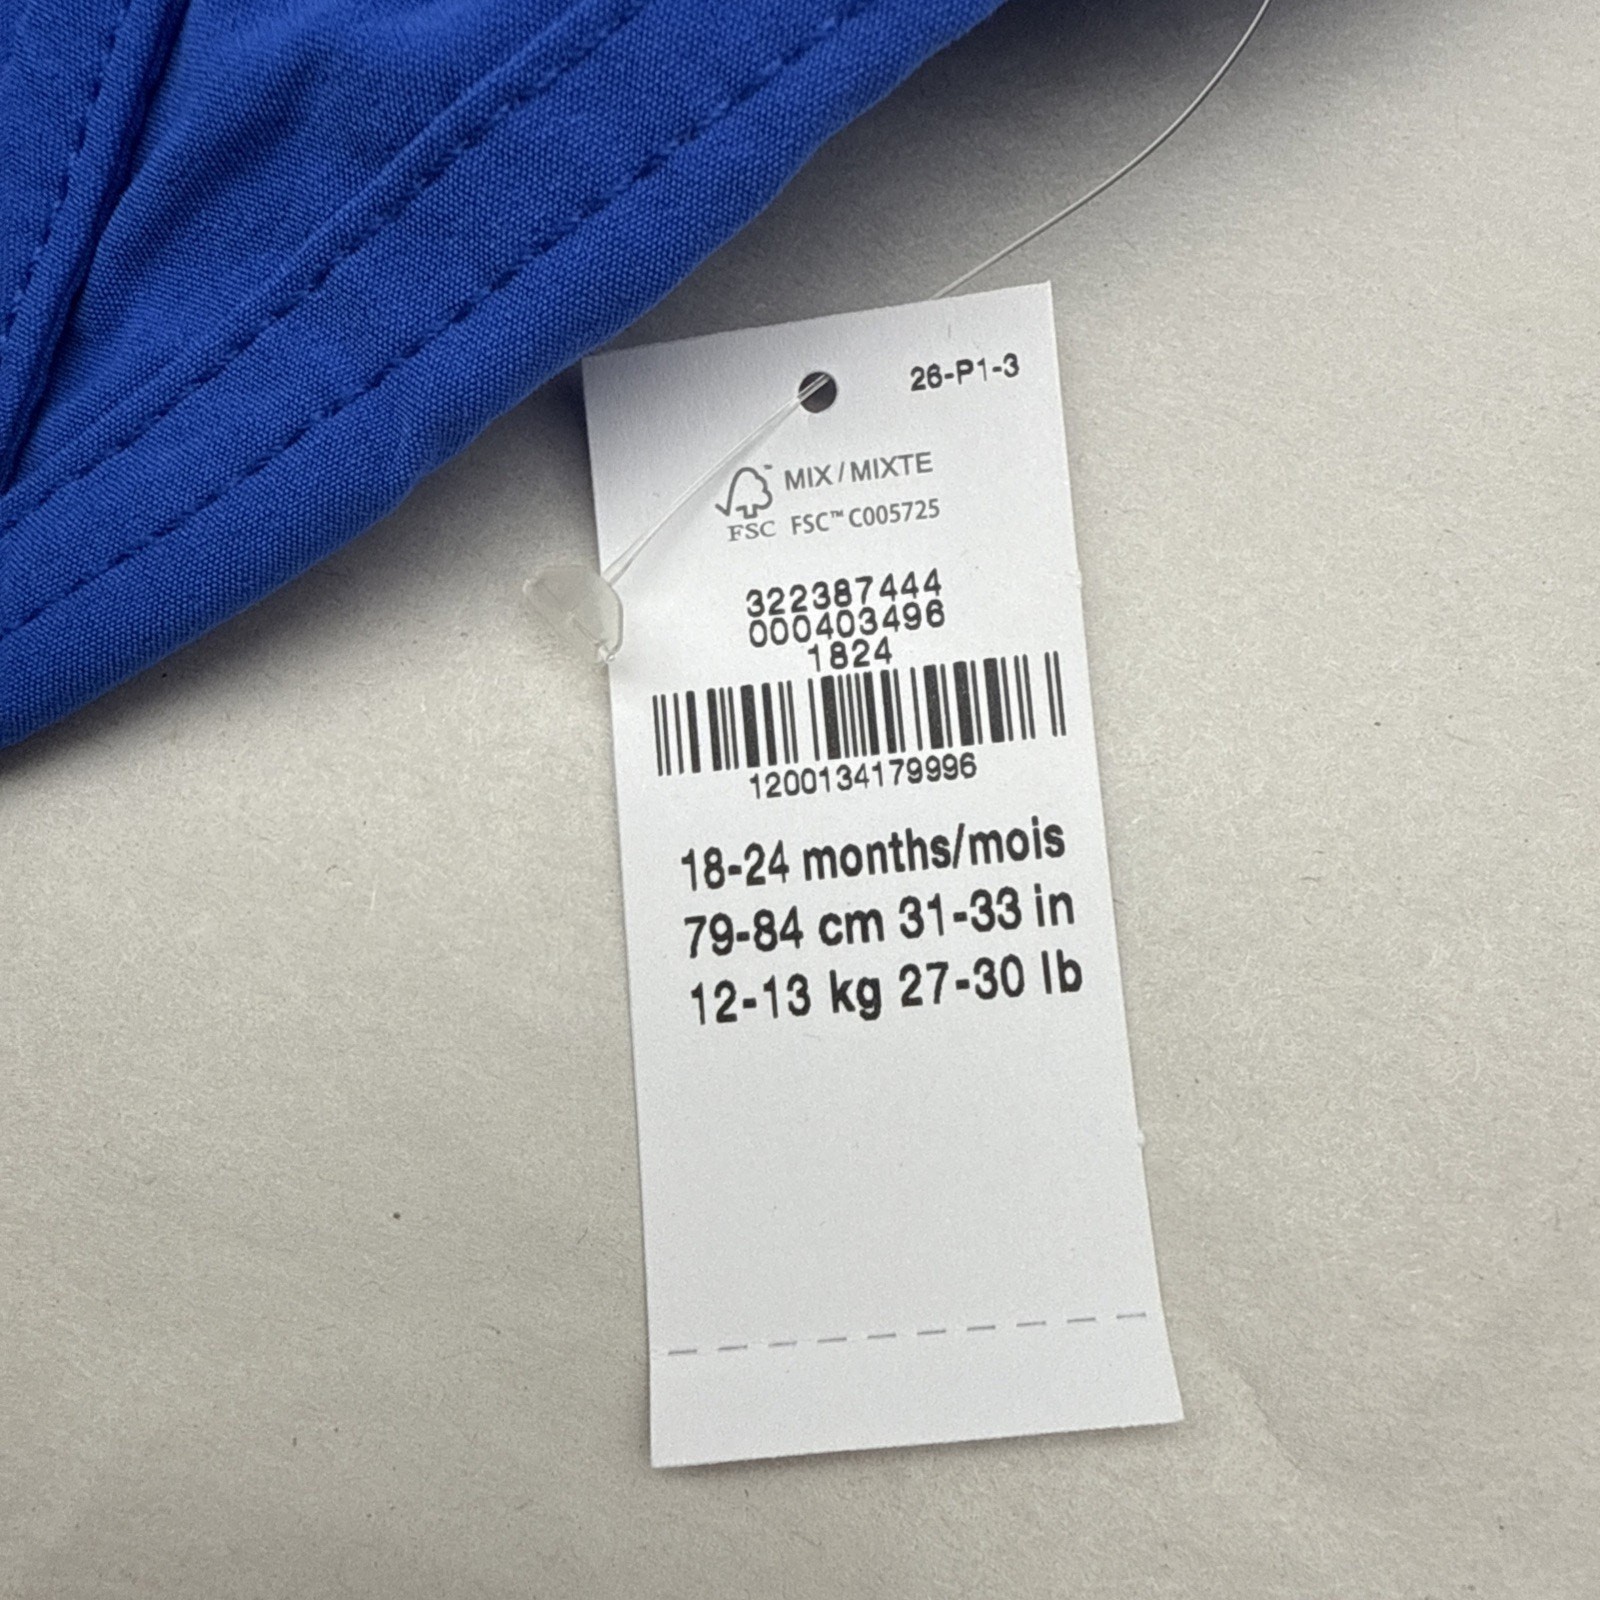 26-P1-3
MIX / MIXTE
FSC FSC™ C005725
322387444
000403496
1824
1200134179996
18-24 months/mois
79-84 cm 31-33 in
12-13 kg 27-30 lb